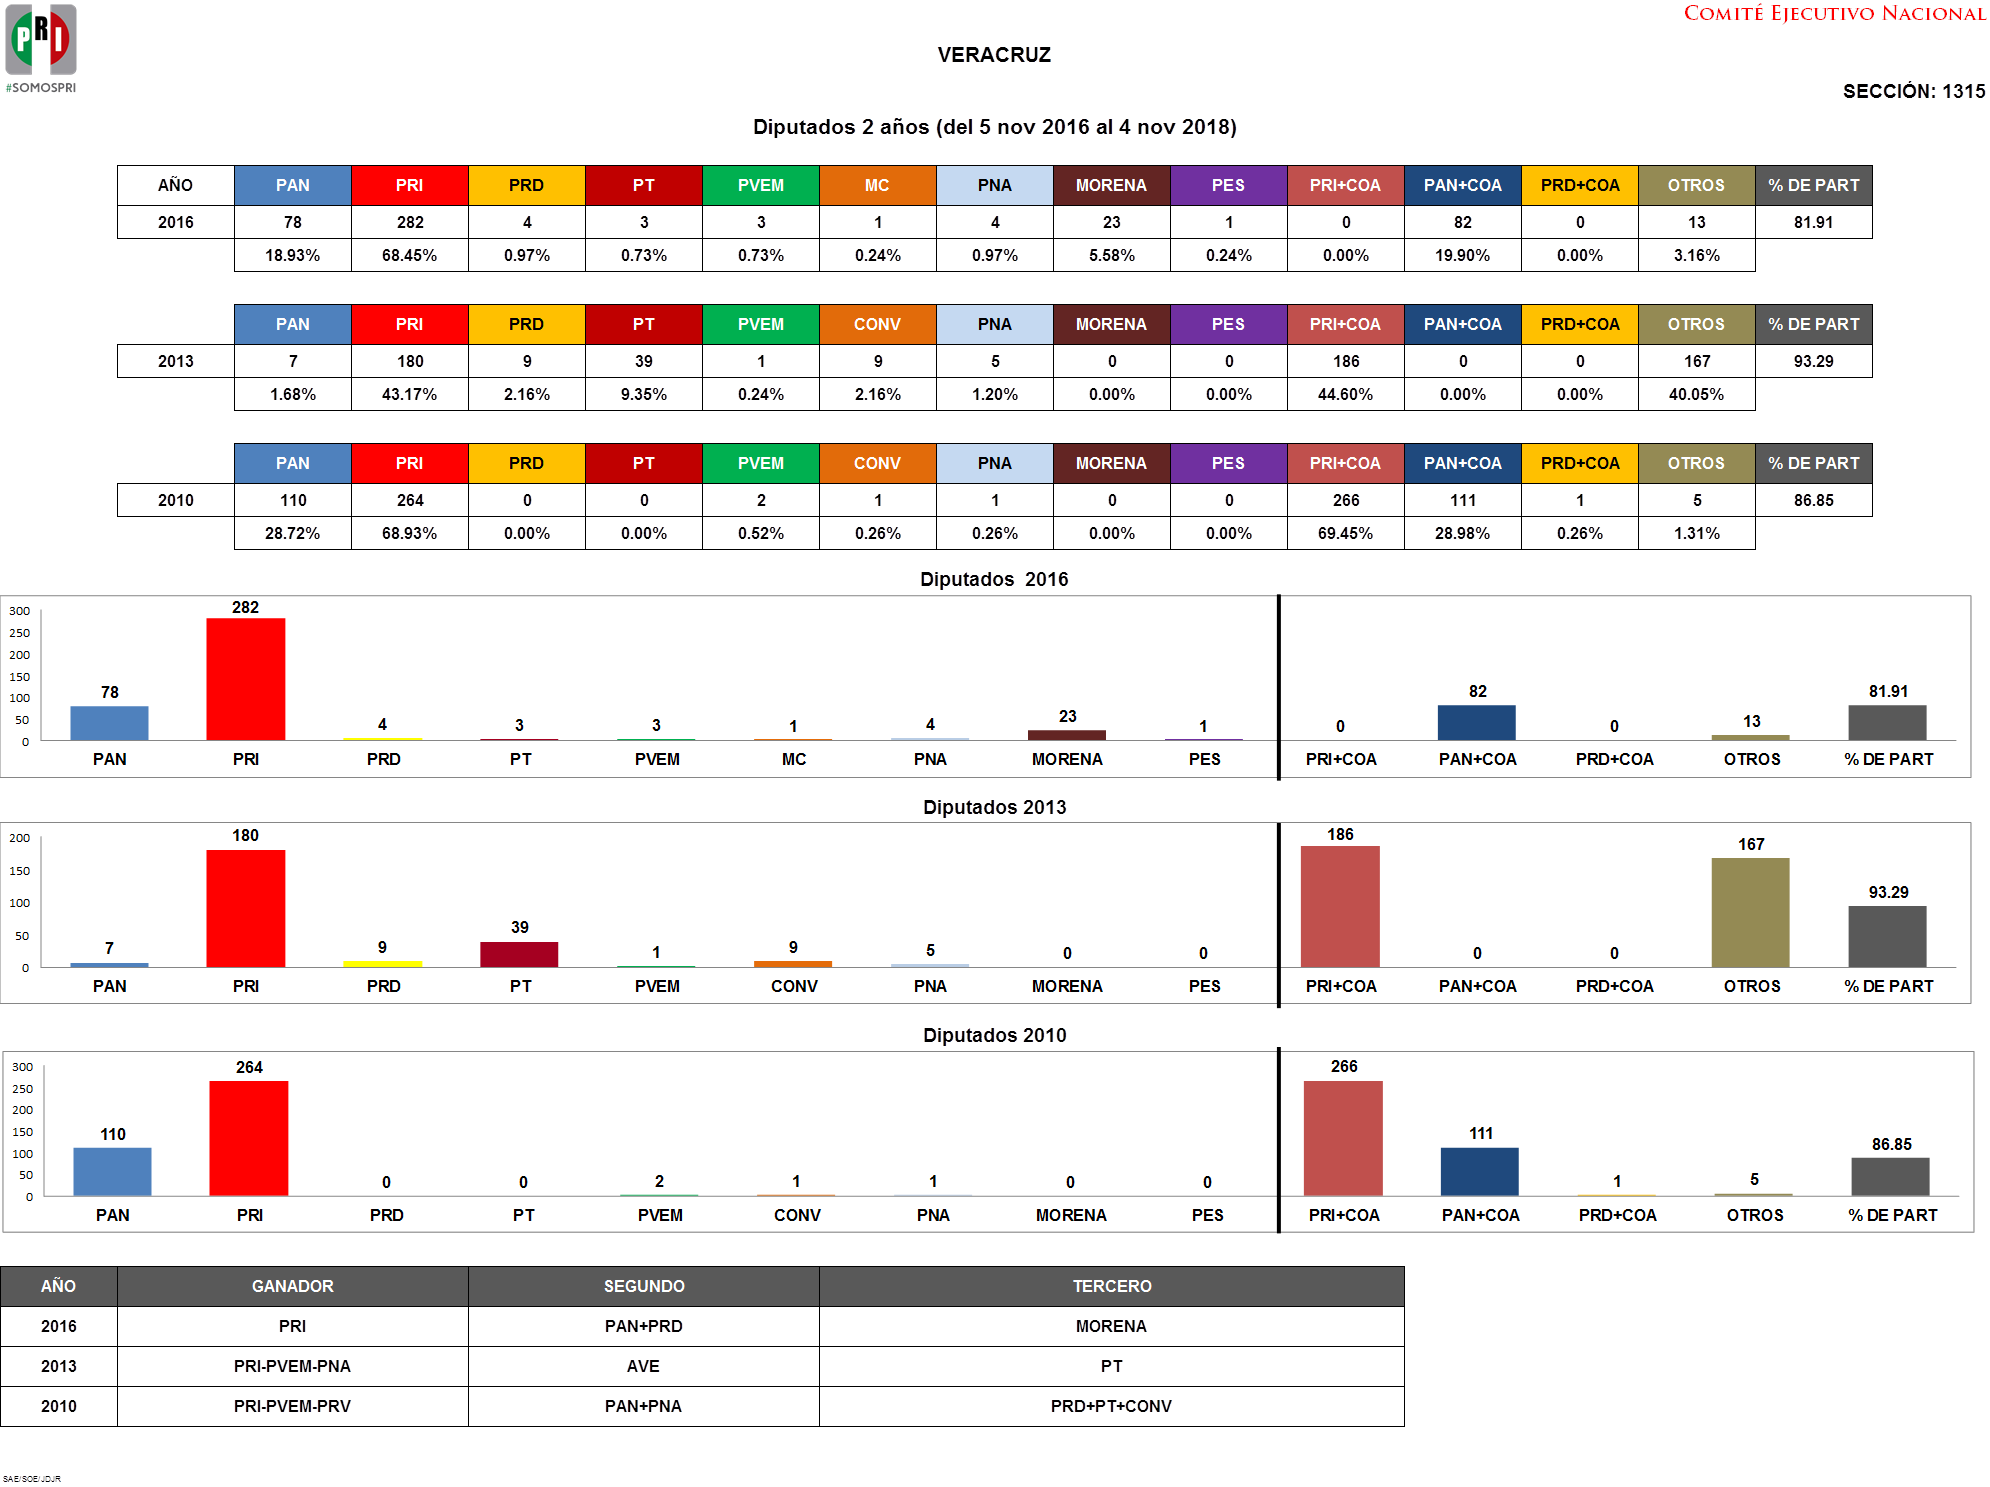 PRI
#SOMOSPRI
COMITÉ EJECUTIVO NACIONAL
VERACRUZ
SECCIÓN: 1315
Diputados 2 años (del 5 nov 2016 al 4 nov 2018)
AÑO PAN PRI PRD PT PVEM MC PNA MORENA PES PRI+COA PAN+COA PRD+COA OTROS % DE PART
2016 78 282 4 3 3 1 4 23 1 0 82 0 13 81.91
18.93% 68.45% 0.97% 0.73% 0.73% 0.24% 0.97% 5.58% 0.24% 0.00% 19.90% 0.00% 3.16%
PAN PRI PRD PT PVEM CONV PNA MORENA PES PRI+COA PAN+COA PRD+COA OTROS % DE PART
2013 7 180 9 39 1 9 5 0 0 186 0 0 167 93.29
1.68% 43.17% 2.16% 9.35% 0.24% 2.16% 1.20% 0.00% 0.00% 44.60% 0.00% 0.00% 40.05%
PAN PRI PRD PT PVEM CONV PNA MORENA PES PRI+COA PAN+COA PRD+COA OTROS % DE PART
2010 110 264 0 0 2 1 1 0 0 266 111 1 5 86.85
28.72% 68.93% 0.00% 0.00% 0.52% 0.26% 0.26% 0.00% 0.00% 69.45% 28.98% 0.26% 1.31%
Diputados 2016
300
250
200
150
100
50
0
78 282 4 3 3 1 4 23 1 0 82 0 13 81.91
PAN PRI PRD PT PVEM MC PNA MORENA PES PRI+COA PAN+COA PRD+COA OTROS % DE PART
Diputados 2013
200
150
100
50
0
7 180 9 39 1 9 5 0 0 186 0 0 167 93.29
PAN PRI PRD PT PVEM CONV PNA MORENA PES PRI+COA PAN+COA PRD+COA OTROS % DE PART
Diputados 2010
300
250
200
150
100
50
0
110 264 0 0 2 1 1 0 0 266 111 1 5 86.85
PAN PRI PRD PT PVEM CONV PNA MORENA PES PRI+COA PAN+COA PRD+COA OTROS % DE PART
AÑO GANADOR SEGUNDO TERCERO
2016 PRI PAN+PRD MORENA
2013 PRI-PVEM-PNA AVE PT
2010 PRI-PVEM-PRV PAN+PNA PRD+PT+CONV
SAE/SOE/JDJR